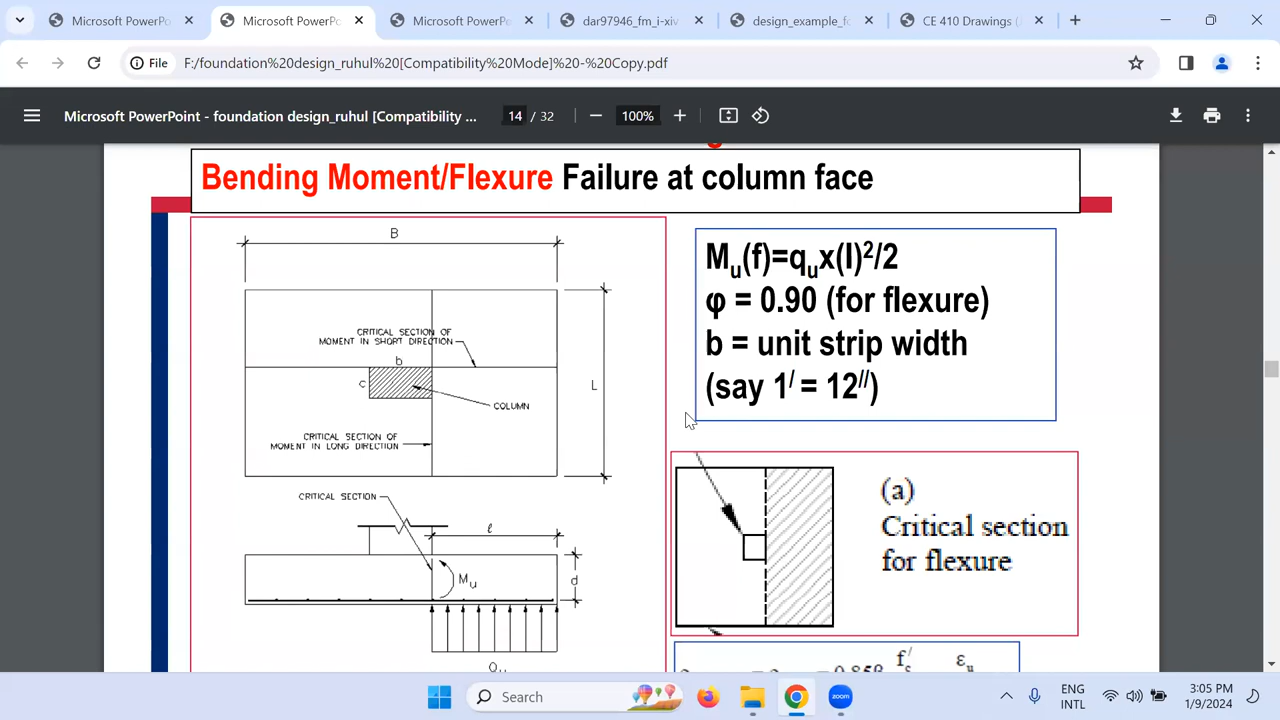 Microsoft PowerPo
Microsoft PowerPo
Microsoft PowerPo
dar97946_fm_i-xiv
design_example_fo
CE 410 Drawings (
File
F:/foundation%20design_ruhul%20[Compatibility%20Mode]%20-%20Copy.pdf
Microsoft PowerPoint - foundation design_ruhul [Compatibility ...
14 / 32
100%
Bending Moment/Flexure Failure at column face
B
CRITICAL SECTION OF
MOMENT IN SHORT DIRECTION
b
c
L
COLUMN
CRITICAL SECTION OF
MOMENT IN LONG DIRECTION
CRITICAL SECTION
ℓ
Mu
d
Mu(f)=qux(l)²/2
φ = 0.90 (for flexure)
b = unit strip width
(say 1/ = 12//)
(a)
Critical section
for flexure
Search
zoom
ENG
INTL
3:05 PM
1/9/2024